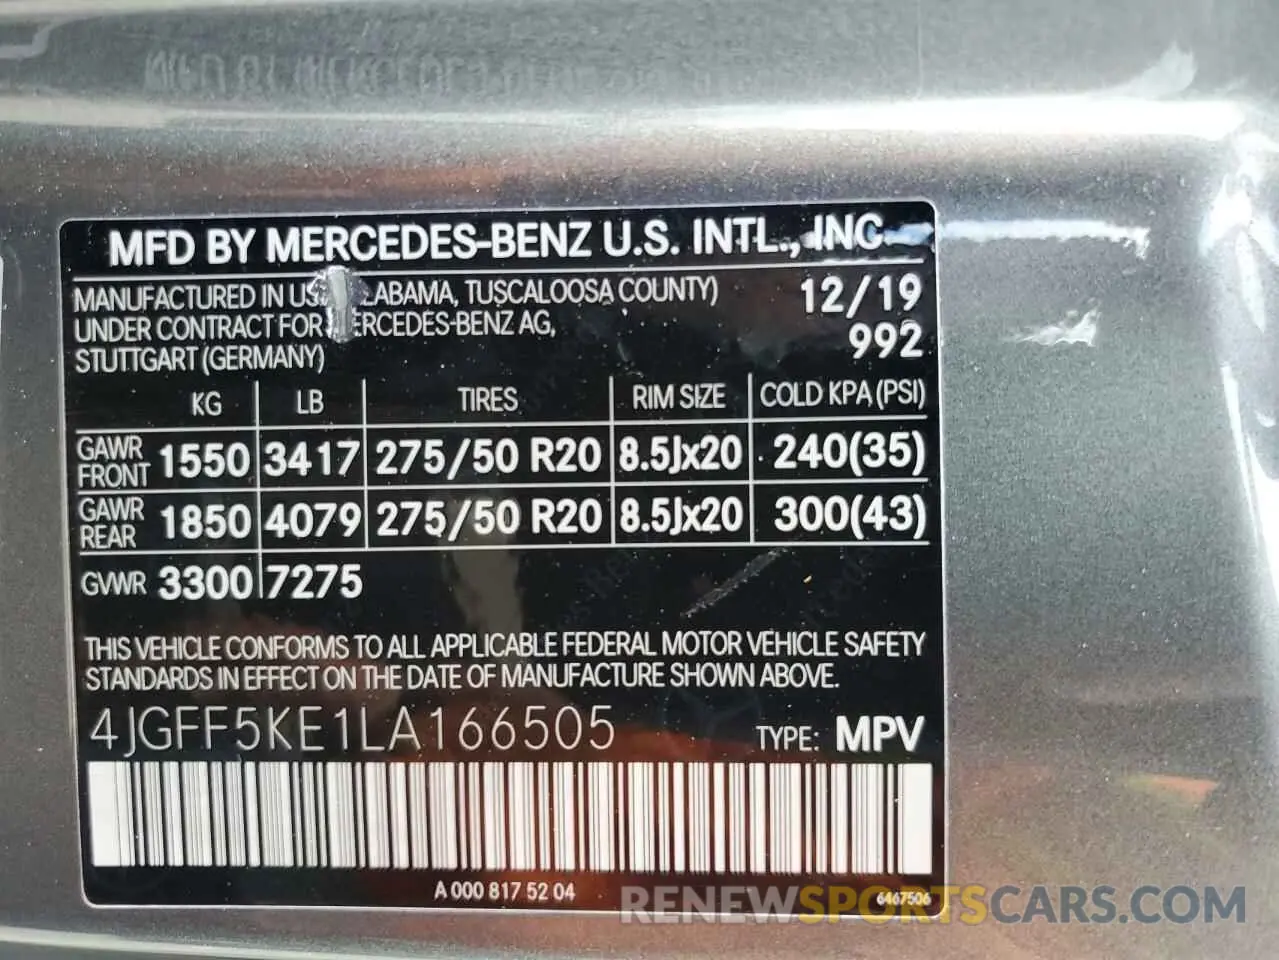 MFD BY MERCEDES-BENZ U.S. INTL., INC.
MANUFACTURED IN US ALABAMA, TUSCALOOSA COUNTY) 12/19
UNDER CONTRACT FOR MERCEDES-BENZ AG, 992
STUTTGART (GERMANY)
KG LB TIRES RIM SIZE COLD KPA (PSI)
GAWR FRONT 1550 3417 275/50 R20 8.5Jx20 240(35)
GAWR REAR 1850 4079 275/50 R20 8.5Jx20 300(43)
GVWR 3300 7275
THIS VEHICLE CONFORMS TO ALL APPLICABLE FEDERAL MOTOR VEHICLE SAFETY
STANDARDS IN EFFECT ON THE DATE OF MANUFACTURE SHOWN ABOVE.
4JGFF5KE1LA166505 TYPE: MPV
A 000 817 52 04 6467506
RENEWSPORTSCARS.COM